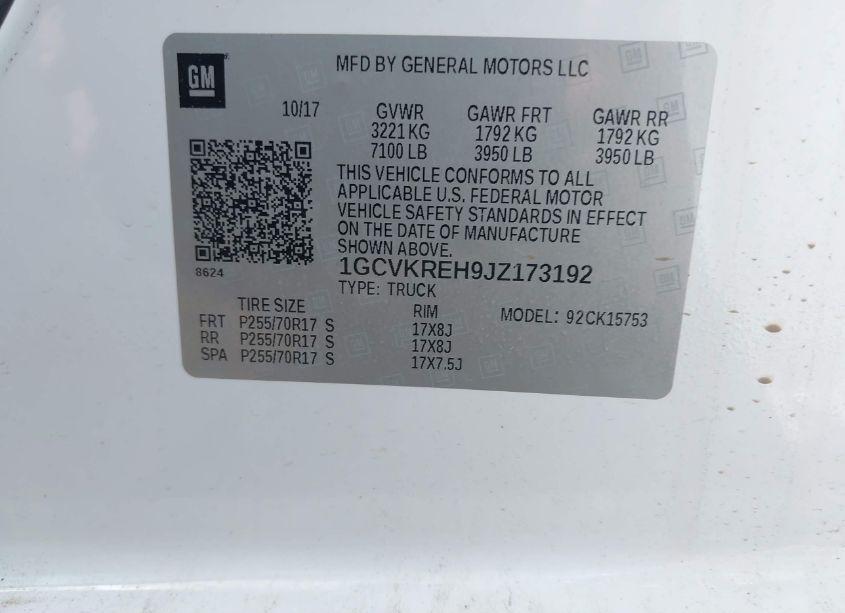 GM
MFD BY GENERAL MOTORS LLC
10/17 GVWR GAWR FRT GAWR RR
3221 KG 1792 KG 1792 KG
7100 LB 3950 LB 3950 LB
THIS VEHICLE CONFORMS TO ALL
APPLICABLE U.S. FEDERAL MOTOR
VEHICLE SAFETY STANDARDS IN EFFECT
ON THE DATE OF MANUFACTURE
SHOWN ABOVE.
8624
1GCVKREH9JZ173192
TYPE: TRUCK
TIRE SIZE RIM MODEL: 92CK15753
FRT P255/70R17 S 17X8J
RR P255/70R17 S 17X8J
SPA P255/70R17 S 17X7.5J